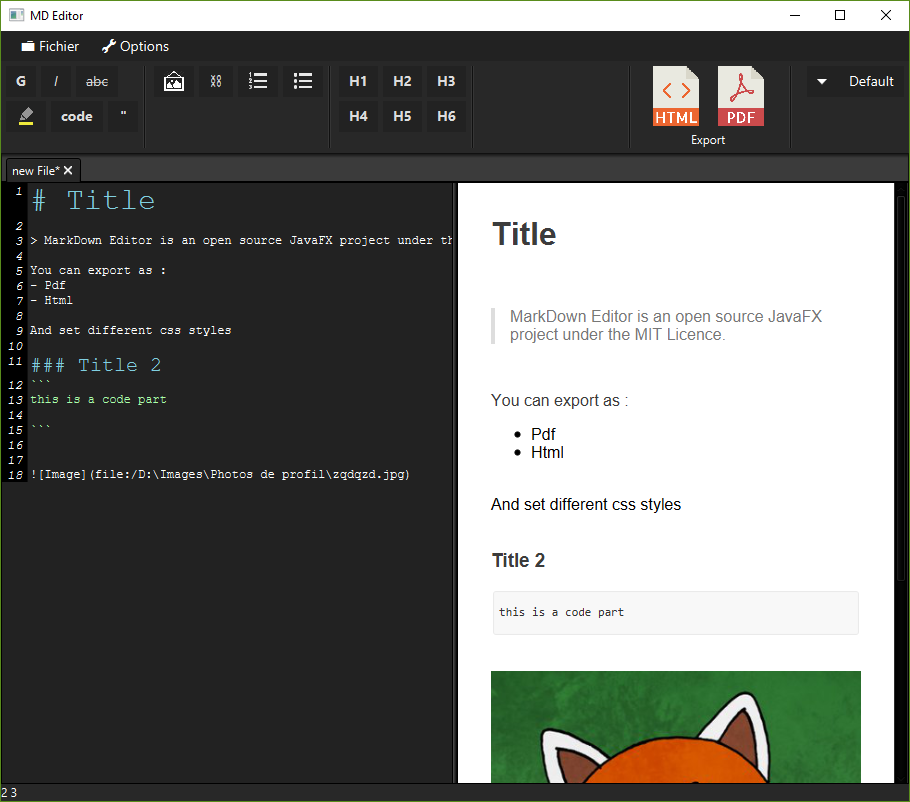 MD Editor
Fichier Options
G I abc H1 H2 H3 HTML PDF Default
code " H4 H5 H6
Export
new File*
1 # Title
2
3 > MarkDown Editor is an open source JavaFX project under th
4
5 You can export as :
6 - Pdf
7 - Html
8
9 And set different css styles
10
11 ### Title 2
12 ```
13 this is a code part
14
15 ```
16
17
18 ![Image](file:/D:\Images\Photos de profil\zqdqzd.jpg)
Title
MarkDown Editor is an open source JavaFX
project under the MIT Licence.
You can export as :
• Pdf
• Html
And set different css styles
Title 2
this is a code part
2 3